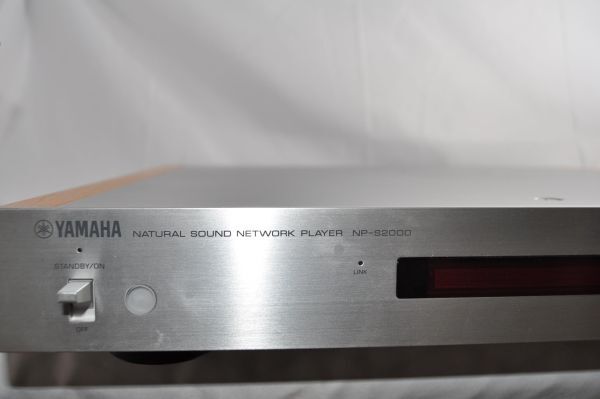 YAMAHA NATURAL SOUND NETWORK PLAYER NP-S2000
STANDBY/ON
LINK
OFF